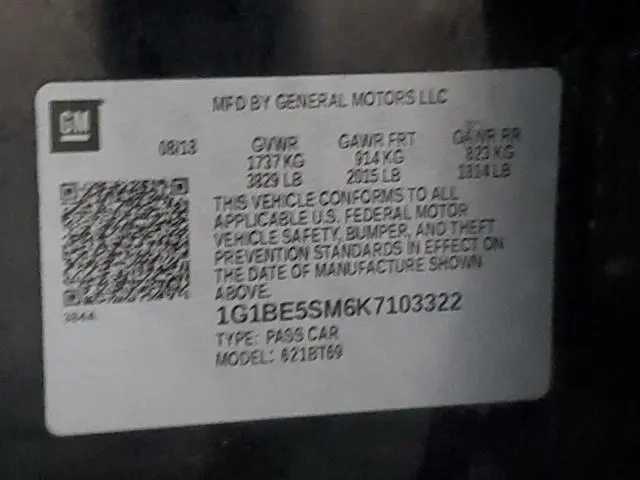 MFD BY GENERAL MOTORS LLC
GM
08/18 GVWR GAWR FRT GAWR RR
1737 KG 914 KG 823 KG
3829 LB 2015 LB 1814 LB
THIS VEHICLE CONFORMS TO ALL
APPLICABLE U.S. FEDERAL MOTOR
VEHICLE SAFETY, BUMPER, AND THEFT
PREVENTION STANDARDS IN EFFECT ON
THE DATE OF MANUFACTURE SHOWN
ABOVE.
1G1BE5SM6K7103322
TYPE: PASS CAR
MODEL: